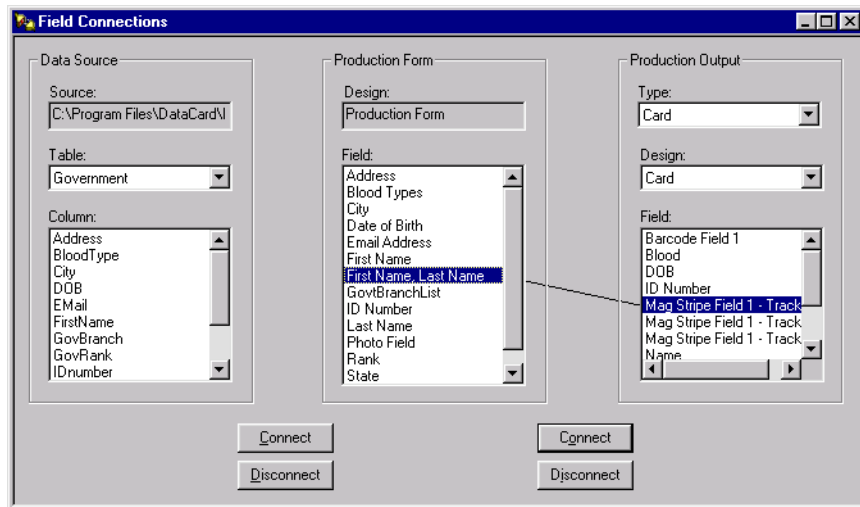 Field Connections
Data Source
Source:
C:\Program Files\DataCard\I
Table:
Government
Column:
Address
BloodType
City
DOB
EMail
FirstName
GovBranch
GovRank
IDnumber
Production Form
Design:
Production Form
Field:
Address
Blood Types
City
Date of Birth
Email Address
First Name
First Name, Last Name
GovtBranchList
ID Number
Last Name
Photo Field
Rank
State
Production Output
Type:
Card
Design:
Card
Field:
Barcode Field 1
Blood
DOB
ID Number
Mag Stripe Field 1 - Track
Mag Stripe Field 1 - Track
Mag Stripe Field 1 - Track
Name
Connect
Disconnect
Connect
Disconnect